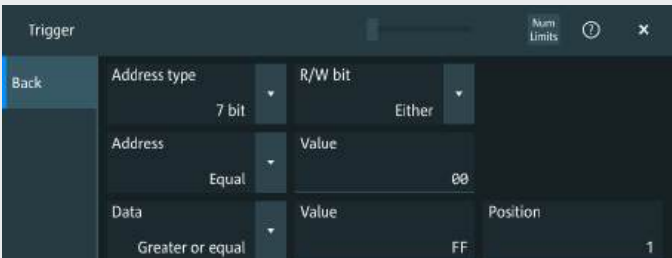 Trigger
Num
Limits
?
×
Back
Address type
7 bit
R/W bit
Either
Address
Equal
Value
00
Data
Greater or equal
Value
FF
Position
1